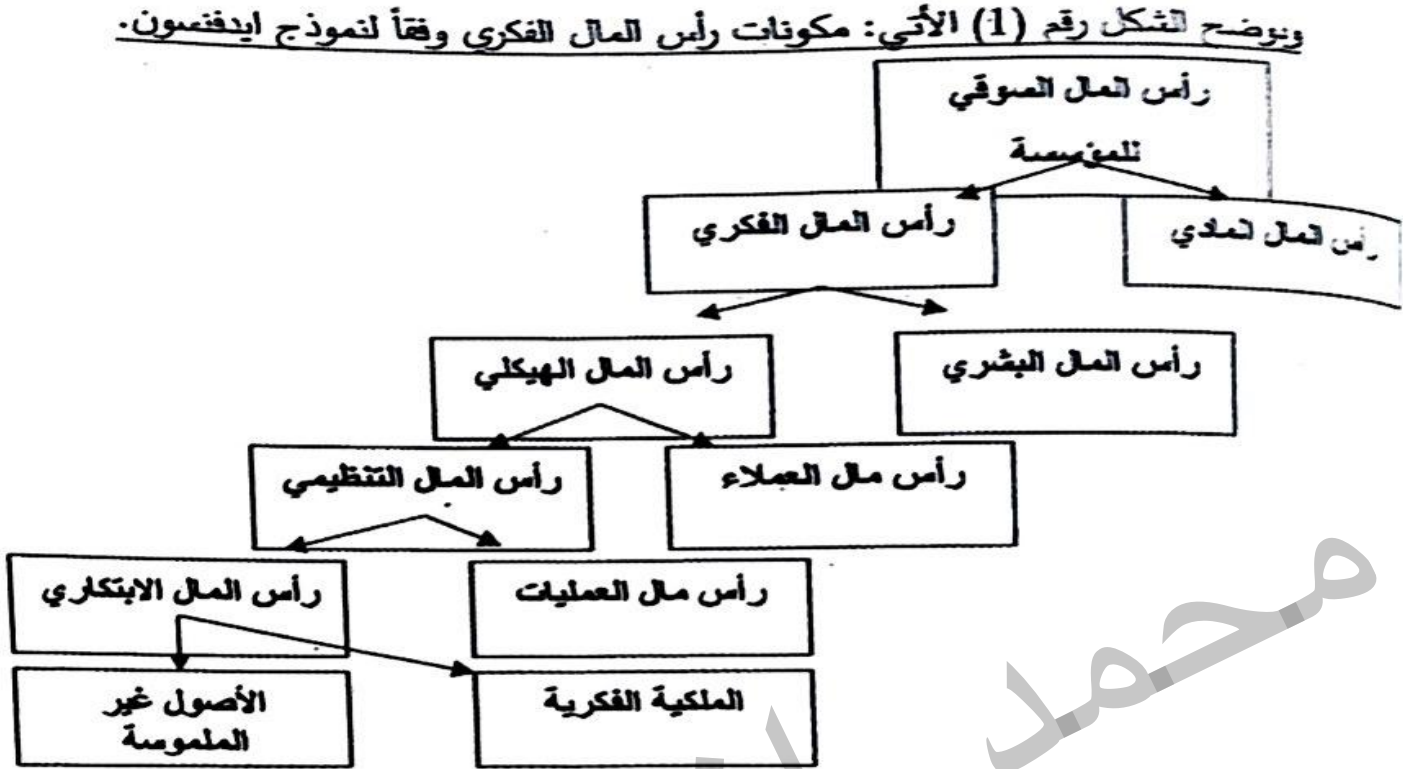 ويوضح الشكل رقم (1) الأتي: مكونات رأس المال الفكري وفقاً لنموذج ايدفنسون.
رأس المال السوقي
للمؤسسة
رأس المال المادي
رأس المال الفكري
رأس المال البشري
رأس المال الهيكلي
رأس مال العملاء
رأس المال التنظيمي
رأس مال العمليات
رأس المال الابتكاري
الملكية الفكرية
الأصول غير
الملموسة
محمد